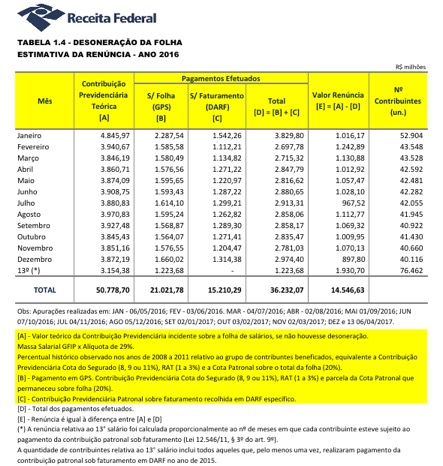 Receita Federal
TABELA 1.4 - DESONERAÇÃO DA FOLHA
ESTIMATIVA DA RENÚNCIA - ANO 2016
R$ milhões
Mês Contribuição Previdenciária Teórica [A] Pagamentos Efetuados S/ Folha (GPS) [B] S/ Faturamento (DARF) [C] Total [D] = [B] + [C] Valor Renúncia [E] = [A] - [D] Nº Contribuintes (un.)
Janeiro 4.845,97 2.287,54 1.542,26 3.829,80 1.016,17 52.904
Fevereiro 3.940,67 1.585,58 1.112,21 2.697,78 1.242,89 43.548
Março 3.846,19 1.580,49 1.134,82 2.715,32 1.130,88 43.528
Abril 3.860,71 1.576,56 1.271,22 2.847,79 1.012,92 42.592
Maio 3.874,09 1.595,65 1.220,97 2.816,62 1.057,47 42.481
Junho 3.908,75 1.593,43 1.287,22 2.880,65 1.028,10 42.282
Julho 3.880,83 1.614,10 1.299,21 2.913,31 967,52 42.055
Agosto 3.970,83 1.595,24 1.262,82 2.858,06 1.112,77 41.945
Setembro 3.927,48 1.568,87 1.289,30 2.858,17 1.069,32 40.922
Outubro 3.845,43 1.564,07 1.271,41 2.835,47 1.009,95 41.430
Novembro 3.851,16 1.576,55 1.204,47 2.781,03 1.070,13 40.660
Dezembro 3.872,19 1.660,02 1.314,38 2.974,40 897,80 40.116
13º (*) 3.154,38 1.223,68 - 1.223,68 1.930,70 76.462
TOTAL 50.778,70 21.021,78 15.210,29 36.232,07 14.546,63
Obs: Apurações realizadas em: JAN - 06/05/2016; FEV - 03/06/2016. MAR - 04/07/2016; ABR - 02/08/2016; MAI 01/09/2016; JUN
07/10/2016; JUL 04/11/2016; AGO 05/12/2016; SET 02/01/2017; OUT 03/02/2017; NOV 02/03/2017; DEZ e 13 06/04/2017.
[A] - Valor teórico da Contribuição Previdenciária incidente sobre a folha de salários, se não houvesse desoneração.
Massa Salarial GFIP x Alíquota de 29%.
Percentual histórico observado nos anos de 2008 a 2011 relativo ao grupo de contribuintes beneficiados, equivalente a Contribuição
Previdenciária Cota do Segurado (8, 9 ou 11%), RAT (1 a 3%) e a Cota Patronal sobre o total da folha (20%).
[B] - Pagamento em GPS. Contribuição Previdenciária Cota do Segurado (8, 9 ou 11%), RAT (1 a 3%) e parcela da Cota Patronal que
permaneceu sobre folha (20%).
[C] - Contribuição Previdenciária Patronal sobre faturamento recolhida em DARF específico.
[D] - Total dos pagamentos efetuados.
[E] - Renúncia é igual à diferença entre [A] e [D]
(*) A renúncia relativa ao 13° salário foi calculada proporcionalmente ao nº de meses em que cada contribuinte esteve sujeito ao
pagamento da contribuição patronal sob faturamento (Lei 12.546/11, § 3º do art. 9º).
A quantidade de contribuintes relativa ao 13° salário inclui todos aqueles que, pelo menos uma vez, realizaram pagamento da
contribuição patronal sob faturamento em DARF no ano de 2015.